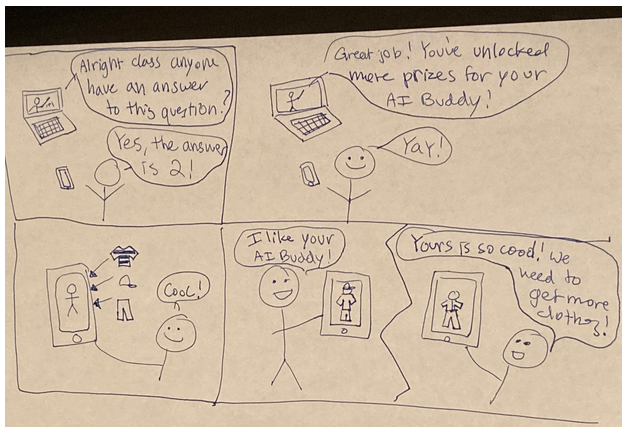 Alright class anyone
have an answer
to this question?
Yes, the answer
is 2!
Great job! You've unlocked
more prizes for your
AI Buddy!
Yay!
Cool!
I like your
AI Buddy!
Yours is so cool! We
need to
get more
clothes!